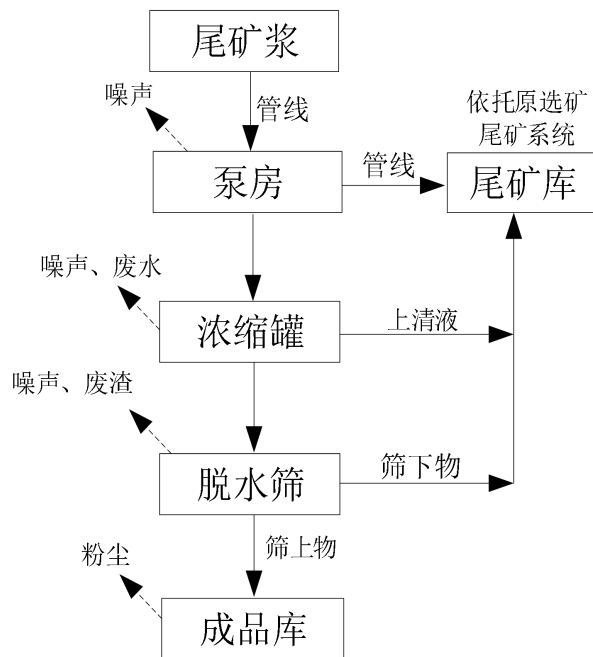 尾矿浆
噪声
管线
依托原选矿
尾矿系统
泵房
管线
尾矿库
噪声、废水
浓缩罐
上清液
噪声、废渣
脱水筛
筛下物
筛上物
粉尘
成品库